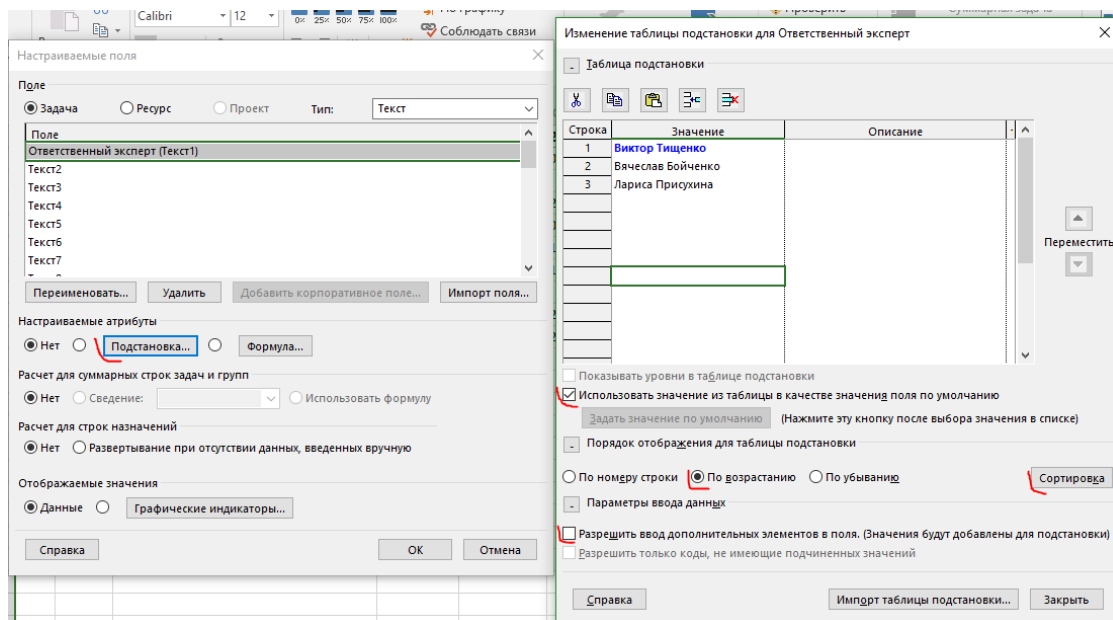 Calibri
12
0× 25× 50× 75× 100×
Соблюдать связи
Настраиваемые поля
Поле
Задача
Ресурс
Проект
Тип:
Текст
Поле
Ответственный эксперт (Текст1)
Текст2
Текст3
Текст4
Текст5
Текст6
Текст7
Переименовать...
Удалить
Добавить корпоративное поле...
Импорт поля...
Настраиваемые атрибуты
Нет
Подстановка...
Формула...
Расчет для суммарных строк задач и групп
Нет
Сведение:
Использовать формулу
Расчет для строк назначений
Нет
Развертывание при отсутствии данных, введенных вручную
Отображаемые значения
Данные
Графические индикаторы...
Справка
ОК
Отмена
Изменение таблицы подстановки для Ответственный эксперт
Таблица подстановки
Строка
Значение
Описание
1 Виктор Тищенко
2 Вячеслав Бойченко
3 Лариса Присухина
Переместить
Показывать уровни в таблице подстановки
Использовать значение из таблицы в качестве значения поля по умолчанию
Задать значение по умолчанию
(Нажмите эту кнопку после выбора значения в списке)
Порядок отображения для таблицы подстановки
По номеру строки
По возрастанию
По убыванию
Сортировка
Параметры ввода данных
Разрешить ввод дополнительных элементов в поля. (Значения будут добавлены для подстановки)
Разрешить только коды, не имеющие подчиненных значений
Справка
Импорт таблицы подстановки...
Закрыть